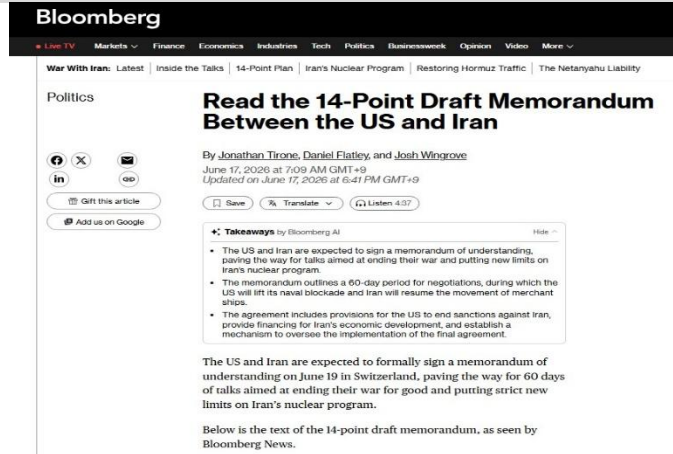 Bloomberg
Live TV Markets Finance Economics Industries Tech Politics Businessweek Opinion Video More
War With Iran: Latest | Inside the Talks | 14-Point Plan | Iran's Nuclear Program | Restoring Hormuz Traffic | The Netanyahu Liability
Politics
Read the 14-Point Draft Memorandum
Between the US and Iran
By Jonathan Tirone, Daniel Flatley, and Josh Wingrove
June 17, 2026 at 7:09 AM GMT+9
Updated on June 17, 2026 at 6:41 PM GMT+9
Gift this article
Add us on Google
Save Translate Listen 4:37
Takeaways by Bloomberg AI Hide
• The US and Iran are expected to sign a memorandum of understanding,
paving the way for talks aimed at ending their war and putting new limits on
Iran's nuclear program.
• The memorandum outlines a 60-day period for negotiations, during which the
US will lift its naval blockade and Iran will resume the movement of merchant
ships.
• The agreement includes provisions for the US to end sanctions against Iran,
provide financing for Iran's economic development, and establish a
mechanism to oversee the implementation of the final agreement.
The US and Iran are expected to formally sign a memorandum of
understanding on June 19 in Switzerland, paving the way for 60 days
of talks aimed at ending their war for good and putting strict new
limits on Iran's nuclear program.
Below is the text of the 14-point draft memorandum, as seen by
Bloomberg News.